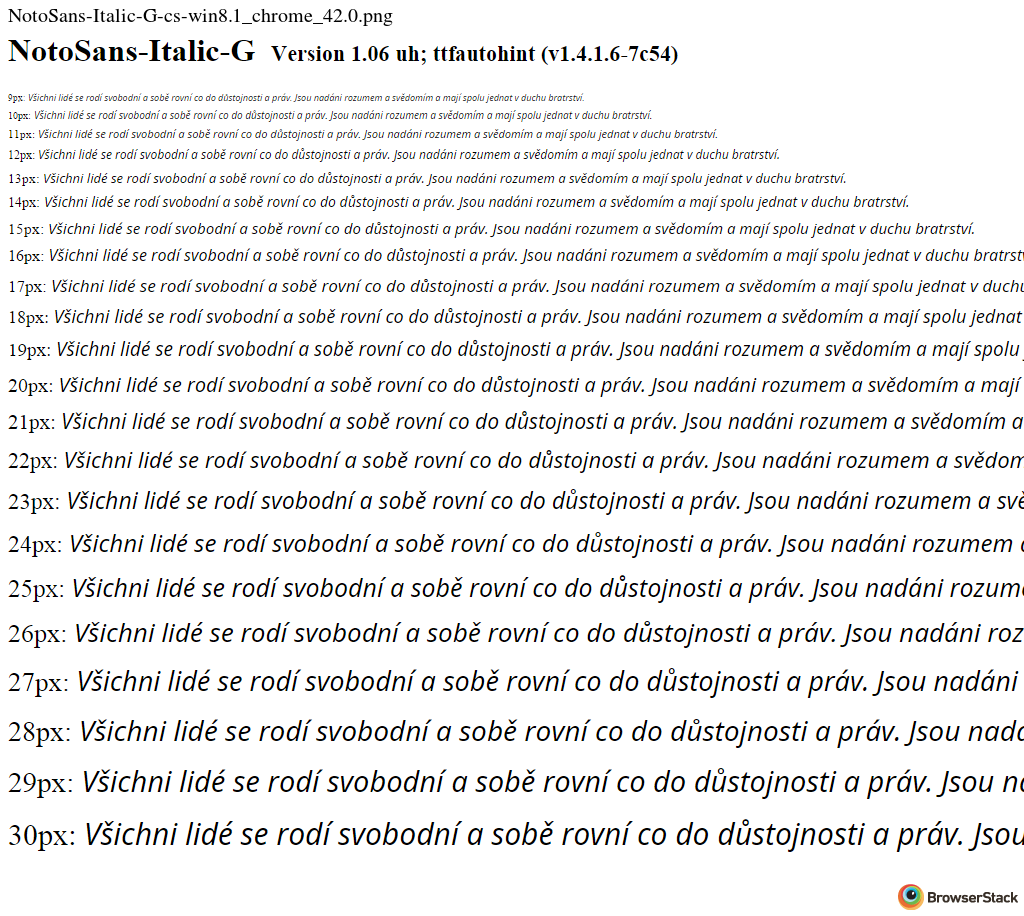 NotoSans-Italic-G-cs-win8.1_chrome_42.0.png
NotoSans-Italic-G Version 1.06 uh; ttfautohint (v1.4.1.6-7c54)
9px: Všichni lidé se rodí svobodní a sobě rovní co do důstojnosti a práv. Jsou nadáni rozumem a svědomím a mají spolu jednat v duchu bratrství.
10px: Všichni lidé se rodí svobodní a sobě rovní co do důstojnosti a práv. Jsou nadáni rozumem a svědomím a mají spolu jednat v duchu bratrství.
11px: Všichni lidé se rodí svobodní a sobě rovní co do důstojnosti a práv. Jsou nadáni rozumem a svědomím a mají spolu jednat v duchu bratrství.
12px: Všichni lidé se rodí svobodní a sobě rovní co do důstojnosti a práv. Jsou nadáni rozumem a svědomím a mají spolu jednat v duchu bratrství.
13px: Všichni lidé se rodí svobodní a sobě rovní co do důstojnosti a práv. Jsou nadáni rozumem a svědomím a mají spolu jednat v duchu bratrství.
14px: Všichni lidé se rodí svobodní a sobě rovní co do důstojnosti a práv. Jsou nadáni rozumem a svědomím a mají spolu jednat v duchu bratrství.
15px: Všichni lidé se rodí svobodní a sobě rovní co do důstojnosti a práv. Jsou nadáni rozumem a svědomím a mají spolu jednat v duchu bratrství.
16px: Všichni lidé se rodí svobodní a sobě rovní co do důstojnosti a práv. Jsou nadáni rozumem a svědomím a mají spolu jednat v duchu bratrst
17px: Všichni lidé se rodí svobodní a sobě rovní co do důstojnosti a práv. Jsou nadáni rozumem a svědomím a mají spolu jednat v duchu
18px: Všichni lidé se rodí svobodní a sobě rovní co do důstojnosti a práv. Jsou nadáni rozumem a svědomím a mají spolu jednat
19px: Všichni lidé se rodí svobodní a sobě rovní co do důstojnosti a práv. Jsou nadáni rozumem a svědomím a mají spolu
20px: Všichni lidé se rodí svobodní a sobě rovní co do důstojnosti a práv. Jsou nadáni rozumem a svědomím a mají
21px: Všichni lidé se rodí svobodní a sobě rovní co do důstojnosti a práv. Jsou nadáni rozumem a svědomím a
22px: Všichni lidé se rodí svobodní a sobě rovní co do důstojnosti a práv. Jsou nadáni rozumem a svědom
23px: Všichni lidé se rodí svobodní a sobě rovní co do důstojnosti a práv. Jsou nadáni rozumem a svě
24px: Všichni lidé se rodí svobodní a sobě rovní co do důstojnosti a práv. Jsou nadáni rozumem a
25px: Všichni lidé se rodí svobodní a sobě rovní co do důstojnosti a práv. Jsou nadáni rozume
26px: Všichni lidé se rodí svobodní a sobě rovní co do důstojnosti a práv. Jsou nadáni roz
27px: Všichni lidé se rodí svobodní a sobě rovní co do důstojnosti a práv. Jsou nadáni
28px: Všichni lidé se rodí svobodní a sobě rovní co do důstojnosti a práv. Jsou nadá
29px: Všichni lidé se rodí svobodní a sobě rovní co do důstojnosti a práv. Jsou na
30px: Všichni lidé se rodí svobodní a sobě rovní co do důstojnosti a práv. Jsou
BrowserStack